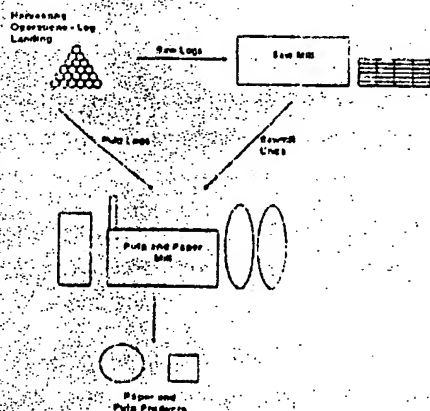 Harvesting
Operations - Log
Landing
Saw Logs
Saw Mill
Pulp Logs
Sawmill
Chips
Pulp and Paper
Mill
Paper and
Pulp Products